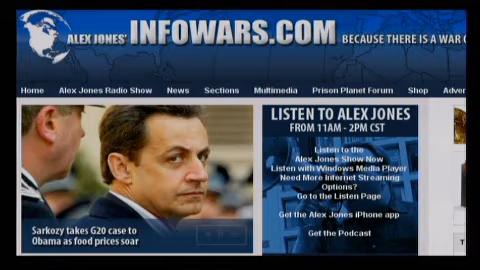 ALEX JONES' INFOWARS.COM BECAUSE THERE IS A WAR
Home Alex Jones Radio Show News Sections Multimedia Prison Planet Forum Shop Adver
LISTEN TO ALEX JONES
FROM 11AM - 2PM CST
Listen to the
Alex Jones Show Now
Listen with Windows Media Player
Need More Internet Streaming
Options?
Go to the Listen Page
Get the Alex Jones iPhone app
Get the Podcast
Sarkozy takes G20 case to
Obama as food prices soar